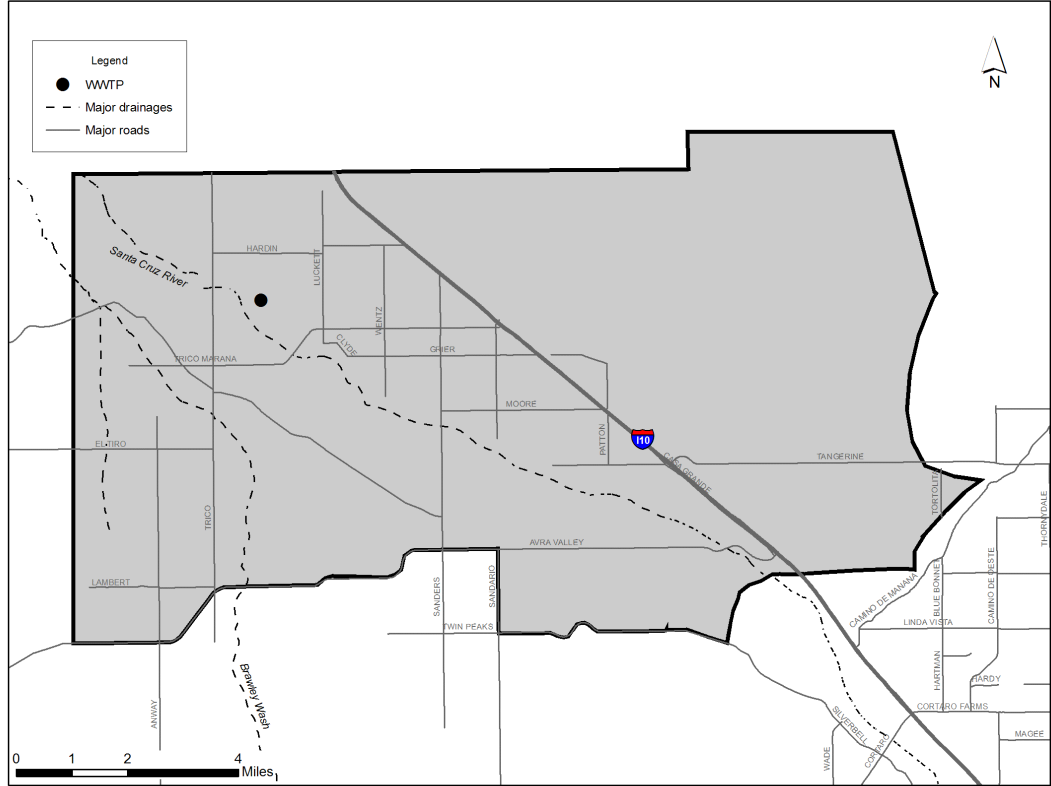 Legend
WWTP
Major drainages
Major roads
N
HARDIN
Santa Cruz River
LUCKETT
WENTZ
CLYDE
GRIER
TRICO MARANA
MOORE
PATTON
I10
CASA GRANDE
TANGERINE
EL TIRO
TORTOLITA
THORNYDALE
TRICO
AVRA VALLEY
LAMBERT
SANDERS
SANDARIO
CAMINO DE MANANA
BLUE BONNET
CAMINO DE OESTE
TWIN PEAKS
LINDA VISTA
HARTMAN
HARDY
Brawley Wash
ANWAY
SILVERBELL
CORTARO FARMS
WADE
CORTARO
MAGEE
0 1 2 4
Miles